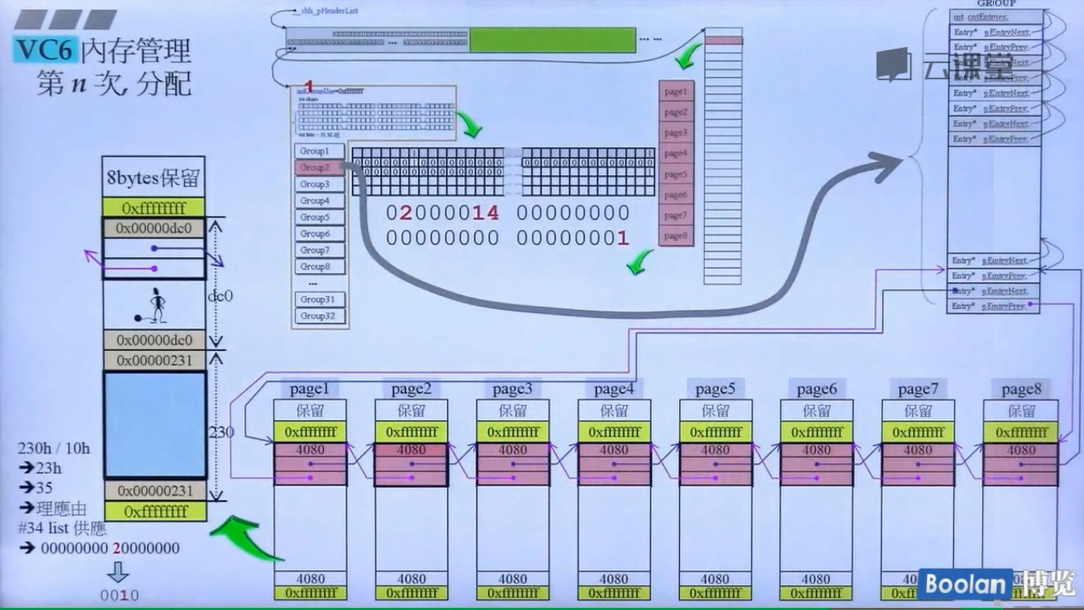 VC6 內存管理
第 n 次, 分配
__sbh_pHeaderList
1
Group1
Group2
Group3
Group4
Group5
Group6
Group7
Group8
...
Group31
Group32
02000014 00000000
00000000 00000001
page1
page2
page3
page4
page5
page6
page7
page8
GROUP
int cntEntries;
Entry* pEntryNext;
Entry* pEntryPrev;
Entry* pEntryNext;
Entry* pEntryPrev;
Entry* pEntryNext;
Entry* pEntryPrev;
Entry* pEntryNext;
Entry* pEntryPrev;
Entry* pEntryNext;
Entry* pEntryPrev;
Entry* pEntryNext;
Entry* pEntryPrev;
云课堂
8bytes保留
0xffffffff
0x00000dc0
dc0
0x00000dc0
0x00000231
230
0x00000231
0xffffffff
230h / 10h
➔23h
➔35
➔理應由
#34 list 供應
➔ 00000000 20000000
0010
page1 page2 page3 page4 page5 page6 page7 page8
保留 保留 保留 保留 保留 保留 保留 保留
0xffffffff 0xffffffff 0xffffffff 0xffffffff 0xffffffff 0xffffffff 0xffffffff 0xffffffff
4080 4080 4080 4080 4080 4080 4080 4080
4080 4080 4080 4080 4080 4080 4080
0xffffffff 0xffffffff 0xffffffff 0xffffffff 0xffffffff 0xffffffff
Boolan 博览